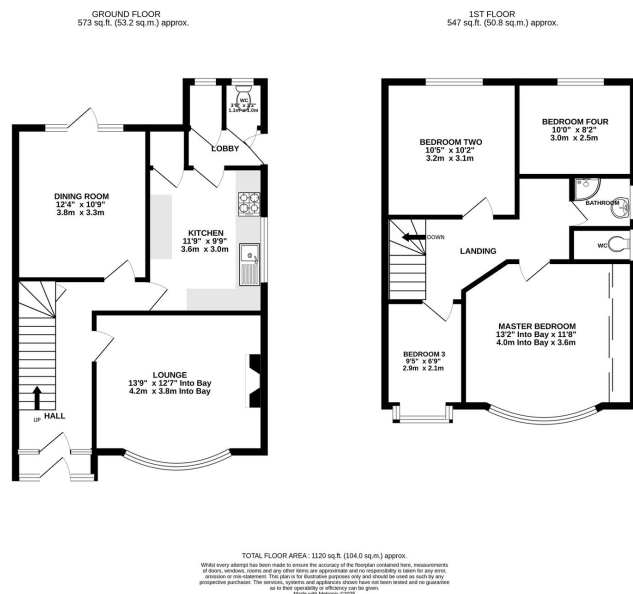 GROUND FLOOR
573 sq.ft. (53.2 sq.m.) approx.
1ST FLOOR
547 sq.ft. (50.8 sq.m.) approx.
WC
1.1m x 1.0m
LOBBY
DINING ROOM
12'4" x 10'9"
3.8m x 3.3m
KITCHEN
11'9" x 9'9"
3.6m x 3.0m
LOUNGE
13'9" x 12'7" Into Bay
4.2m x 3.8m Into Bay
UP
HALL
BEDROOM TWO
10'5" x 10'2"
3.2m x 3.1m
BEDROOM FOUR
10'0" x 8'2"
3.0m x 2.5m
BATHROOM
DOWN
LANDING
WC
MASTER BEDROOM
13'2" Into Bay x 11'8"
4.0m Into Bay x 3.6m
BEDROOM 3
9'5" x 6'9"
2.9m x 2.1m
TOTAL FLOOR AREA : 1120 sq.ft. (104.0 sq.m.) approx.
Whilst every attempt has been made to ensure the accuracy of the floorplan contained here, measurements
of doors, windows, rooms and any other items are approximate and no responsibility is taken for any error,
omission or mis-statement. This plan is for illustrative purposes only and should be used as such by any
prospective purchaser. The services, systems and appliances shown have not been tested and no guarantee
as to their operability or efficiency can be given.
Made with Metropix ©2025